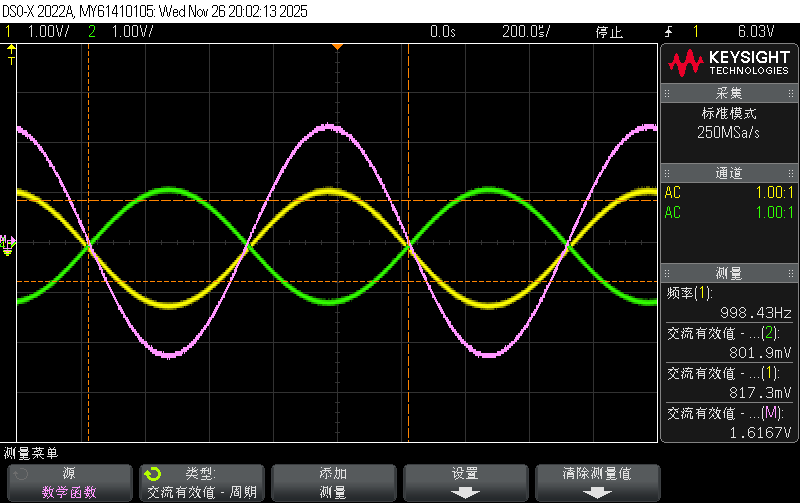 DSO-X 2022A, MY61410105: Wed Nov 26 20:02:13 2025
1 1.00V/ 2 1.00V/ 0.0s 200.0s/ 停止 1 6.03V
T
KEYSIGHT
TECHNOLOGIES
采集
标准模式
250MSa/s
通道
AC 1.00:1
AC 1.00:1
测量
频率(1):
998.43Hz
交流有效值 - ...(2):
801.9mV
交流有效值 - ...(1):
817.3mV
交流有效值 - ...(M):
1.6167V
测量菜单
源
数学函数
类型:
交流有效值 - 周期
添加
测量
设置
清除测量值